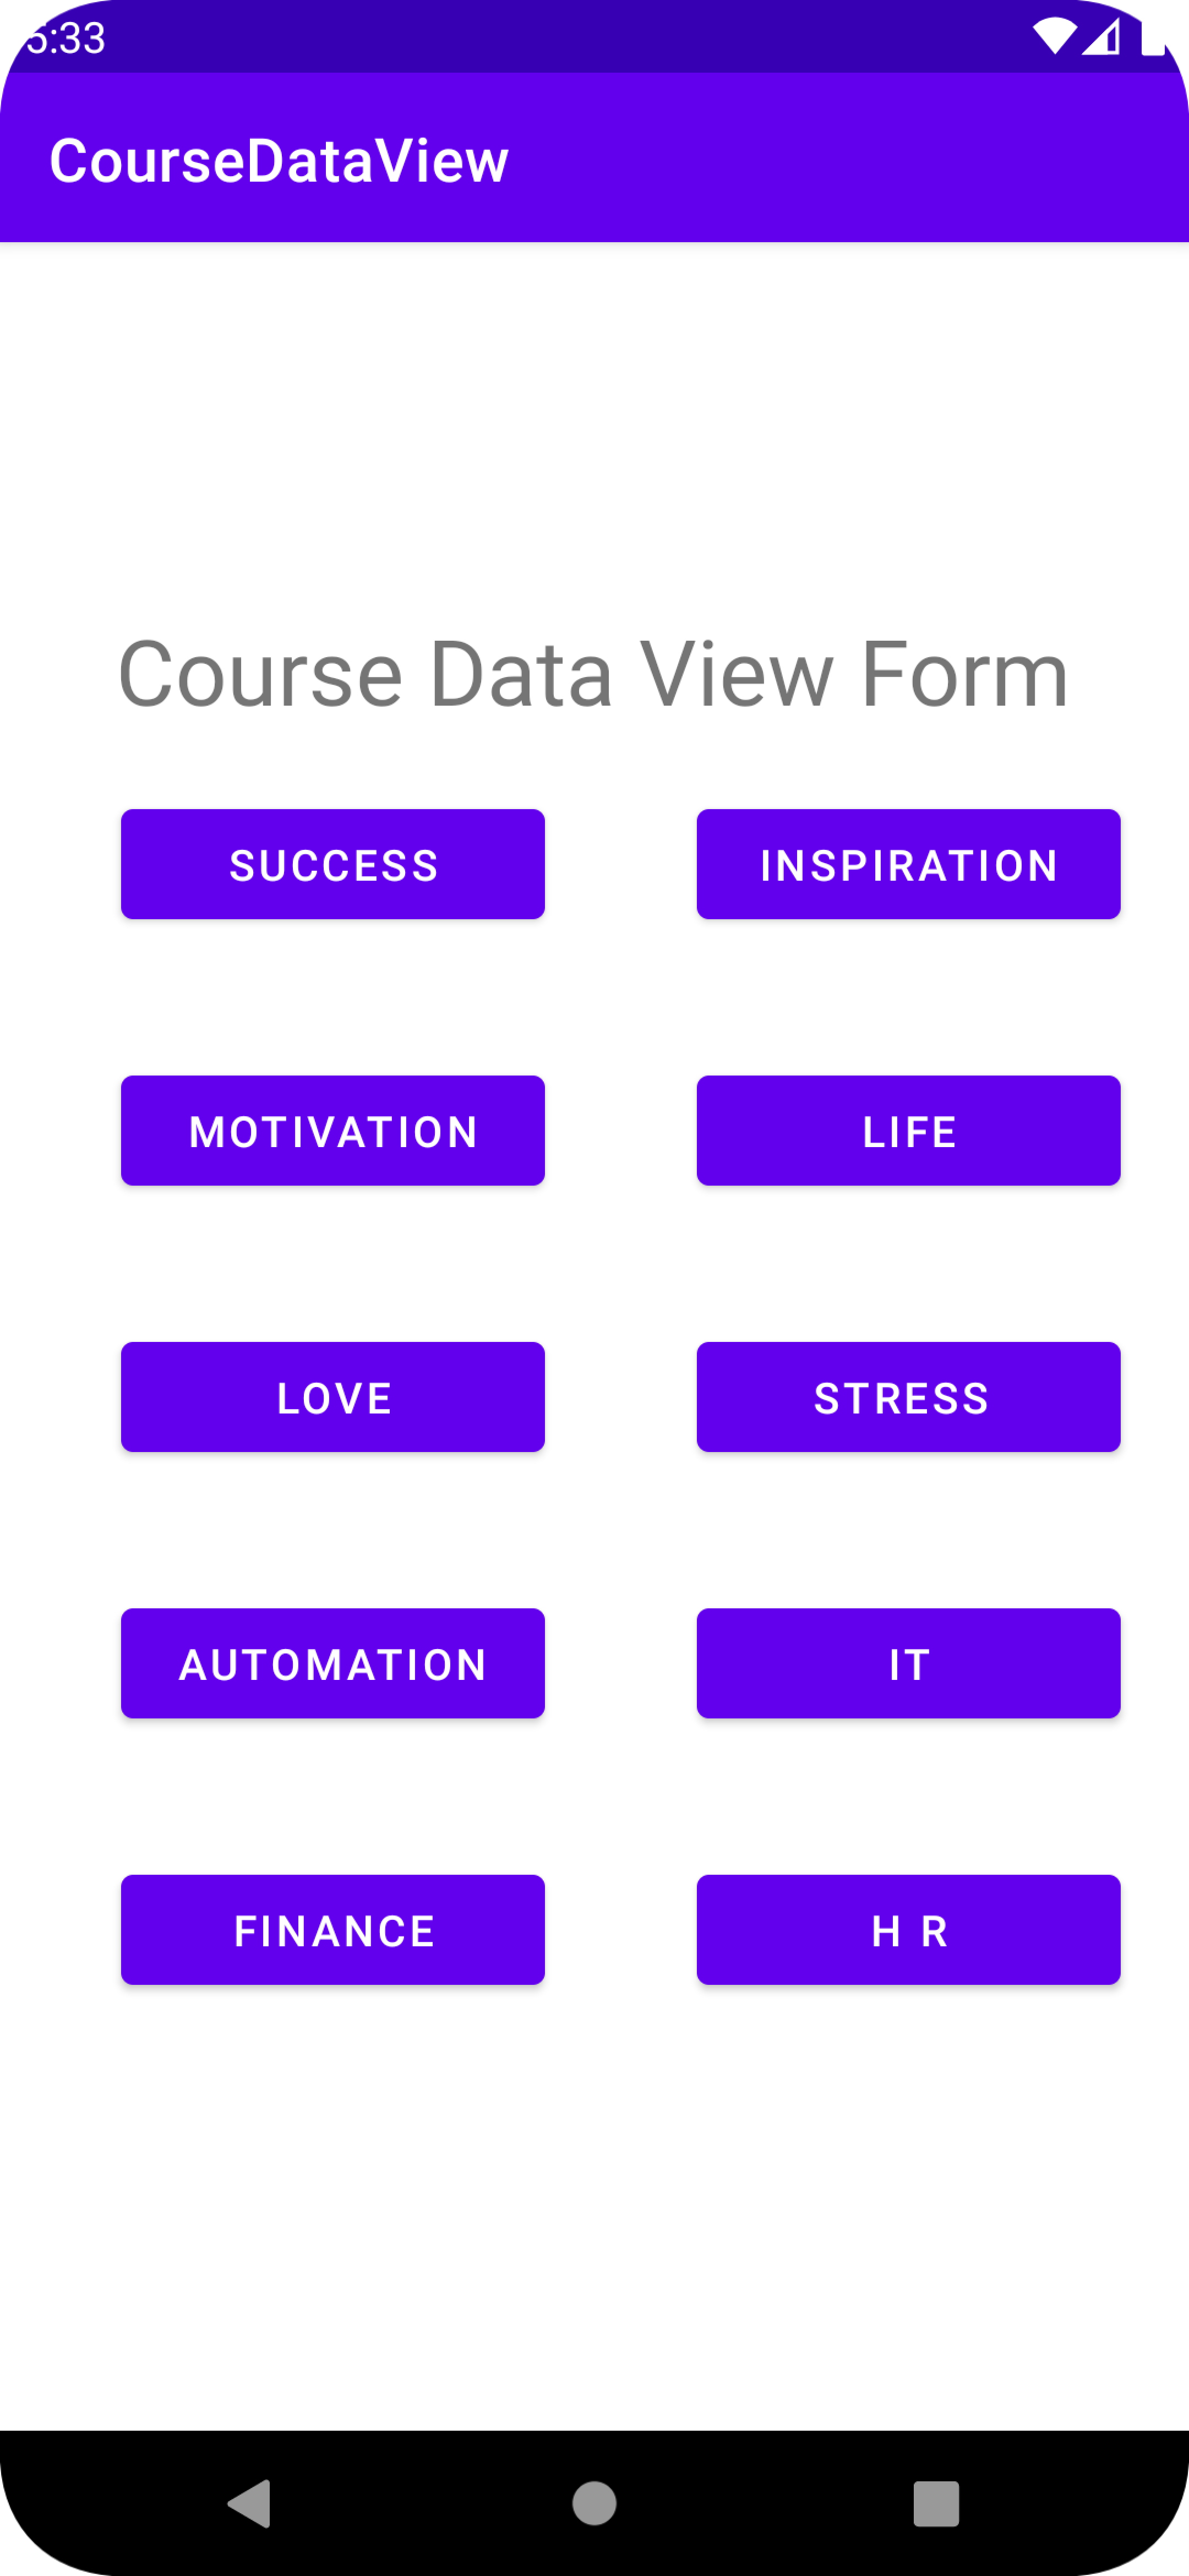 5:33
CourseDataView
Course Data View Form
SUCCESS
INSPIRATION
MOTIVATION
LIFE
LOVE
STRESS
AUTOMATION
IT
FINANCE
H R